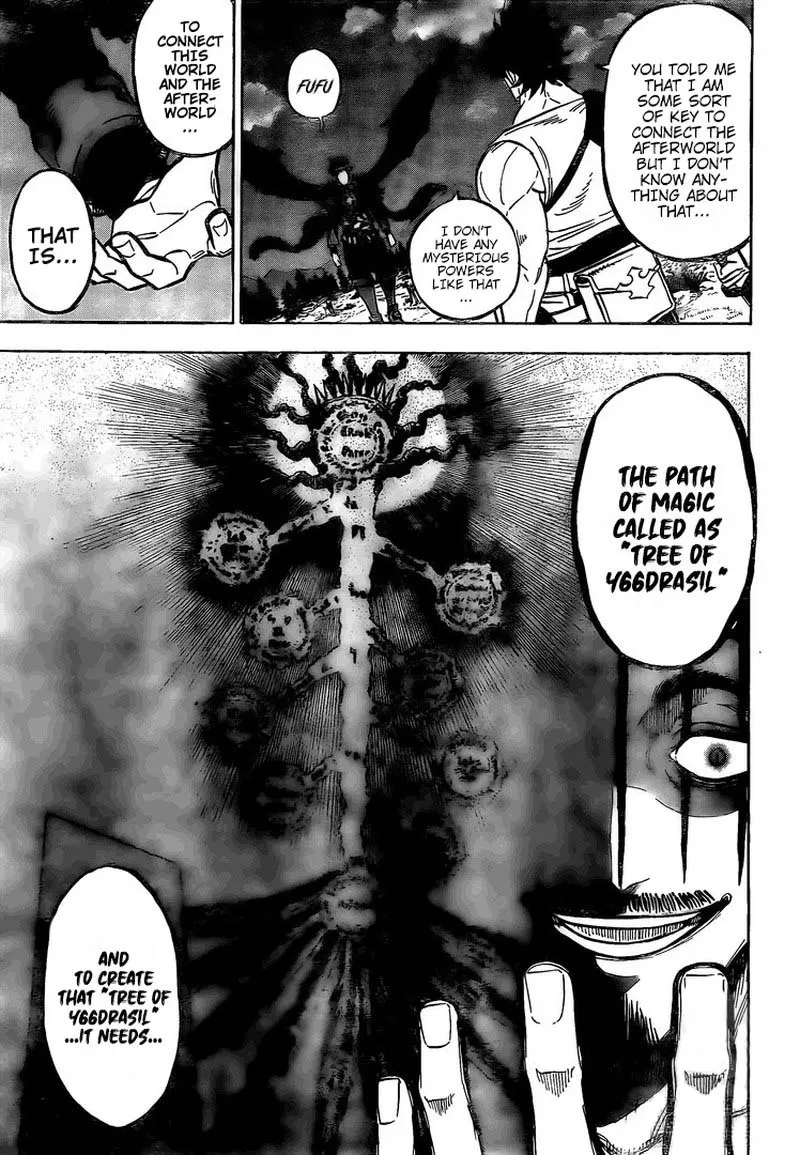 YOU TOLD ME
THAT I AM
SOME SORT
OF KEY TO
CONNECT THE
AFTERWORLD
BUT I DON'T
KNOW ANY-
THING ABOUT
THAT...
I DON'T
HAVE ANY
MYSTERIOUS
POWERS
LIKE THAT
...
FUFU
TO
CONNECT
THIS
WORLD
AND THE
AFTER-
WORLD
...
THAT
IS...
THE PATH
OF MAGIC
CALLED AS
"TREE OF
YGGDRASIL"
AND
TO CREATE
THAT "TREE OF
YGGDRASIL"
...IT NEEDS...